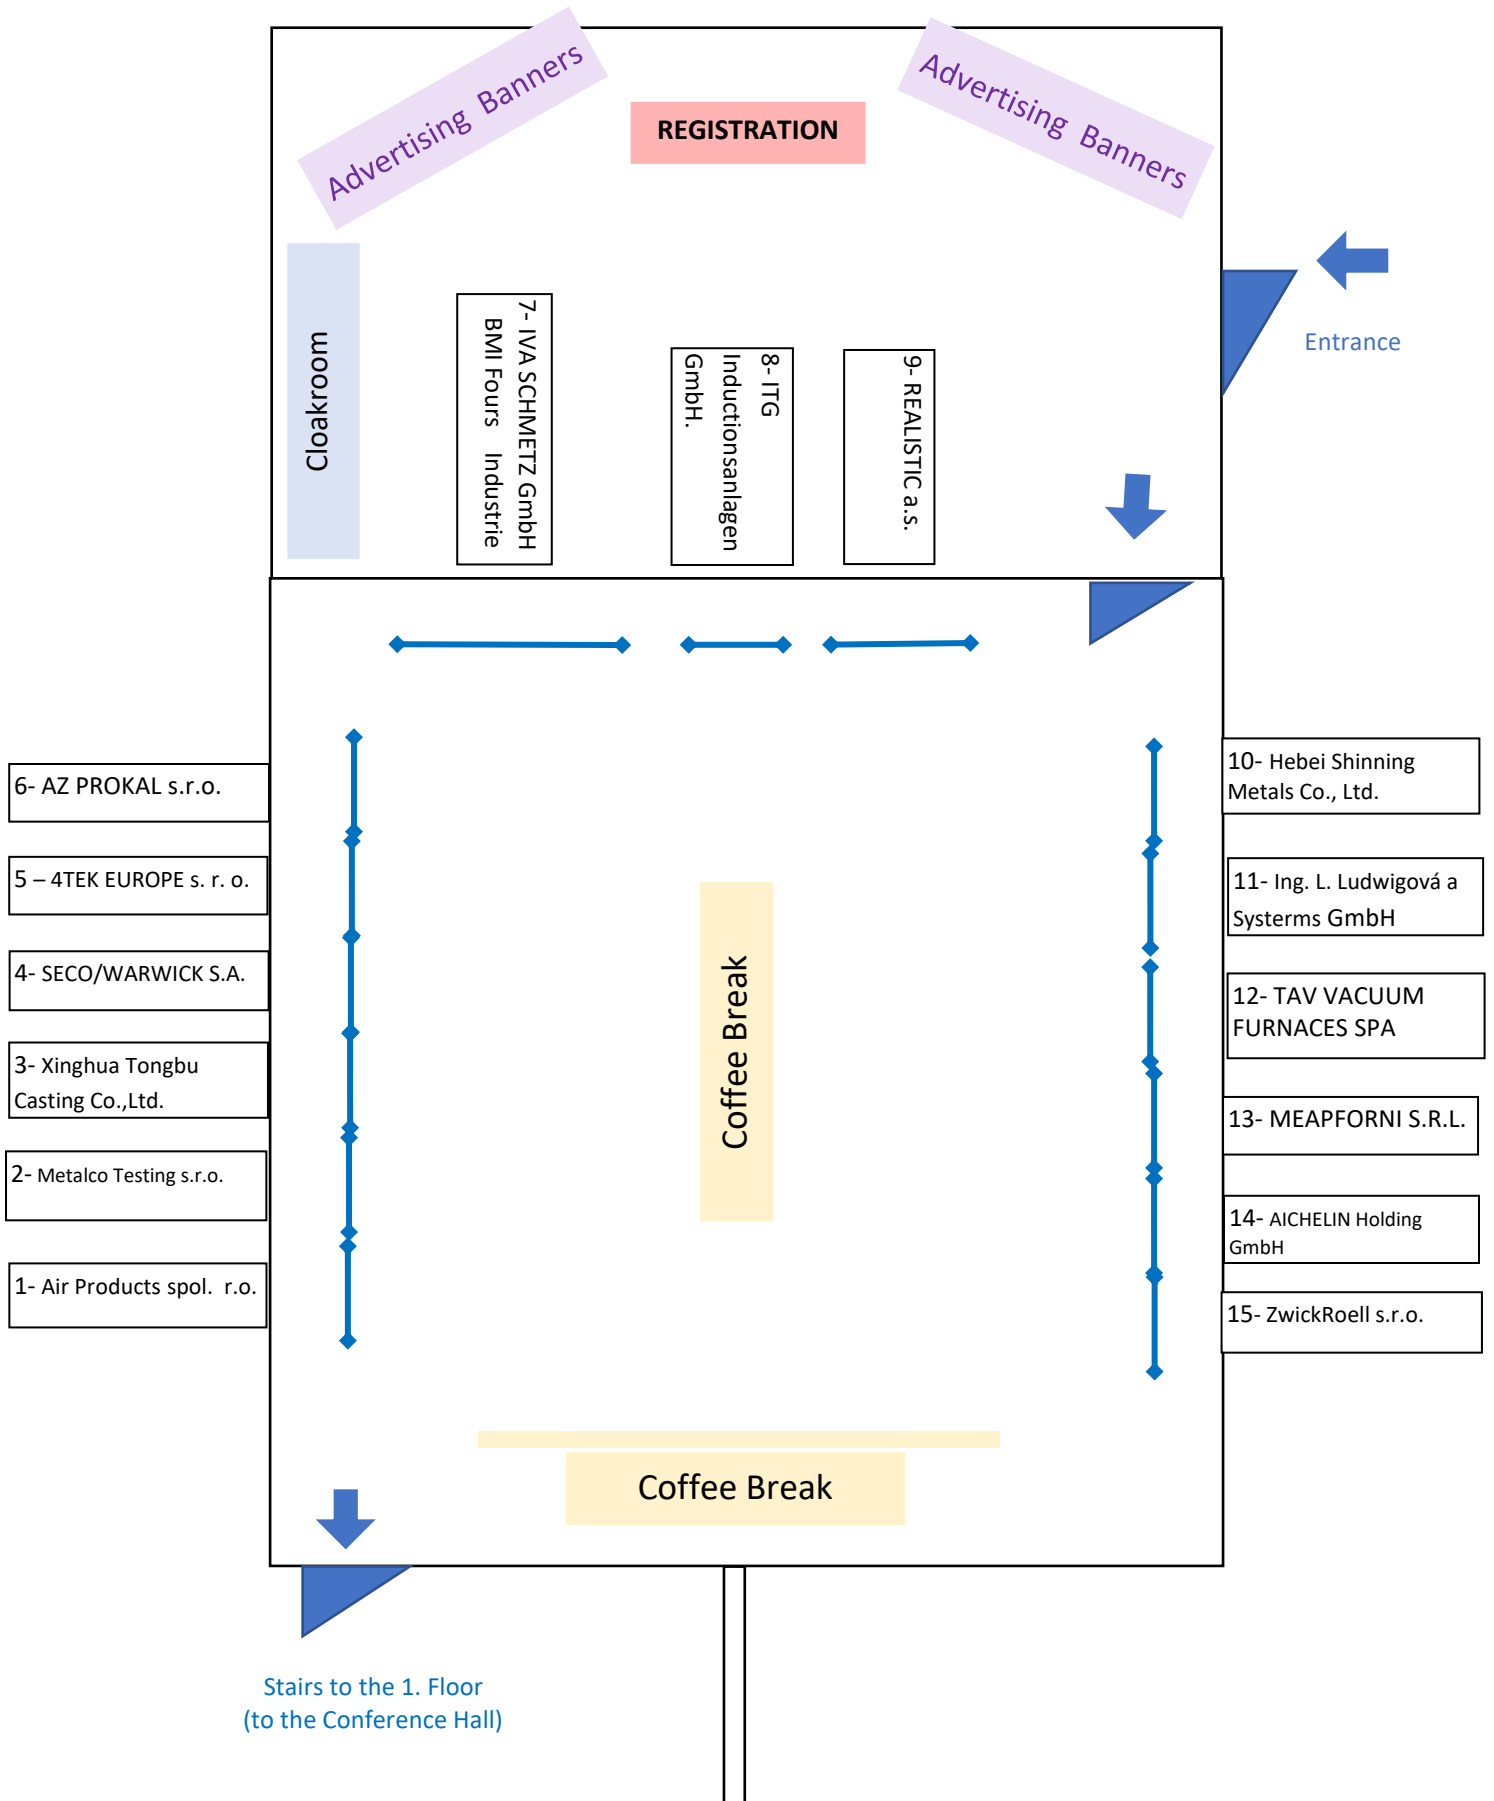 Advertising Banners
REGISTRATION
Advertising Banners
Entrance
Cloakroom
7- IVA SCHMETZ GmbH
BMI Fours Industrie
8- ITG
Inductionsanlagen
GmbH.
9- REALISTIC a.s.
6- AZ PROKAL s.r.o.
5 – 4TEK EUROPE s. r. o.
4- SECO/WARWICK S.A.
3- Xinghua Tongbu
Casting Co.,Ltd.
2- Metalco Testing s.r.o.
1- Air Products spol. r.o.
Coffee Break
10- Hebei Shinning
Metals Co., Ltd.
11- Ing. L. Ludwigová a
Systerms GmbH
12- TAV VACUUM
FURNACES SPA
13- MEAPFORNI S.R.L.
14- AICHELIN Holding
GmbH
15- ZwickRoell s.r.o.
Coffee Break
Stairs to the 1. Floor
(to the Conference Hall)